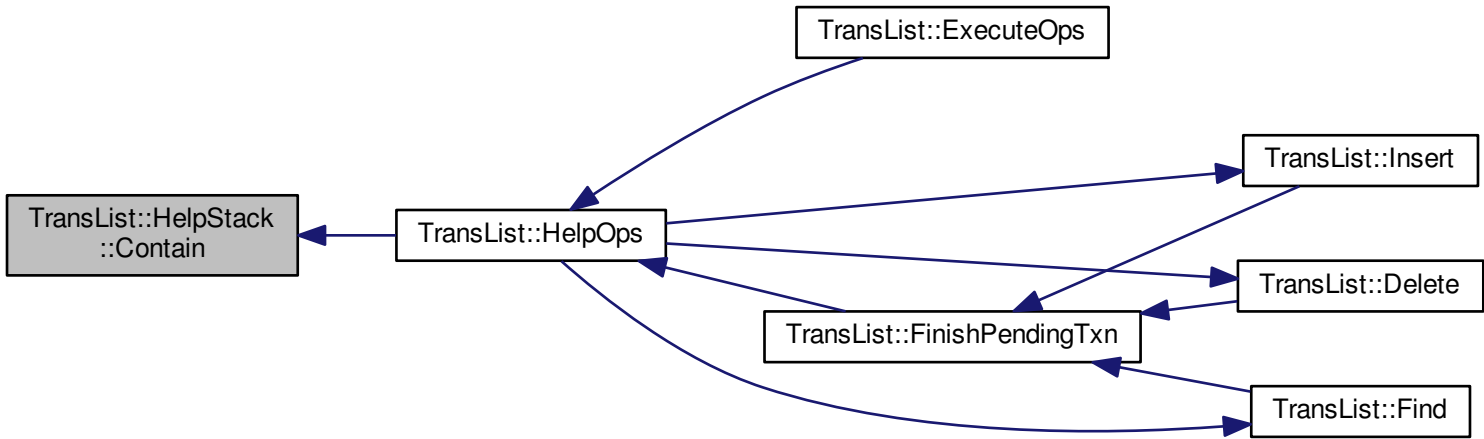 TransList::ExecuteOps
TransList::Insert
TransList::HelpStack
::Contain
TransList::HelpOps
TransList::Delete
TransList::FinishPendingTxn
TransList::Find